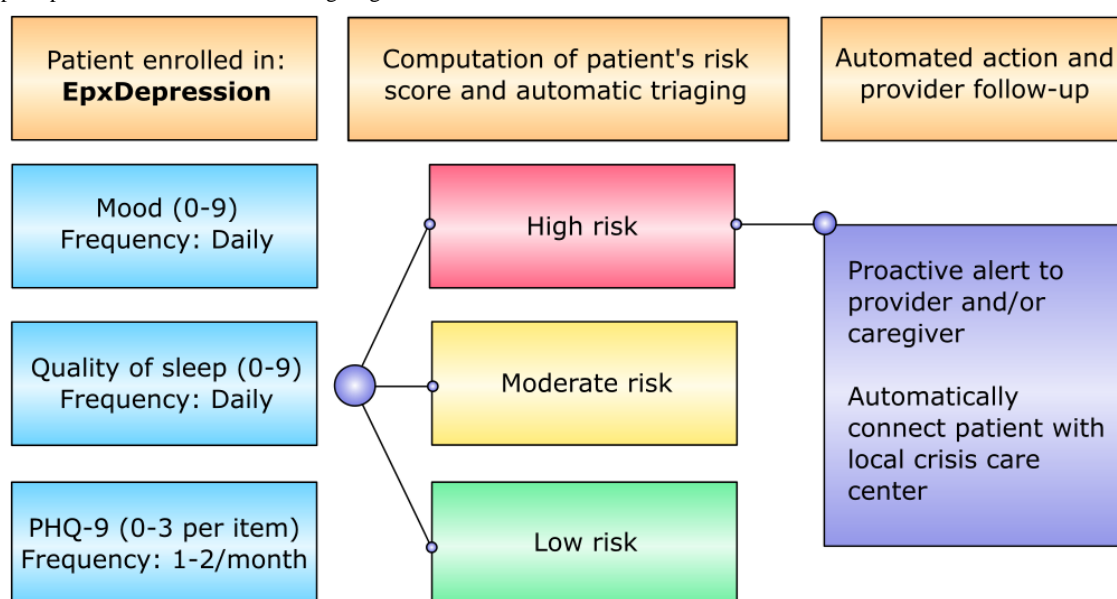 Patient enrolled in:
EpxDepression
Computation of patient's risk
score and automatic triaging
Automated action and
provider follow-up
Mood (0-9)
Frequency: Daily
High risk
Quality of sleep (0-9)
Frequency: Daily
Moderate risk
Proactive alert to
provider and/or
caregiver
Automatically
connect patient with
local crisis care
center
PHQ-9 (0-3 per item)
Frequency: 1-2/month
Low risk